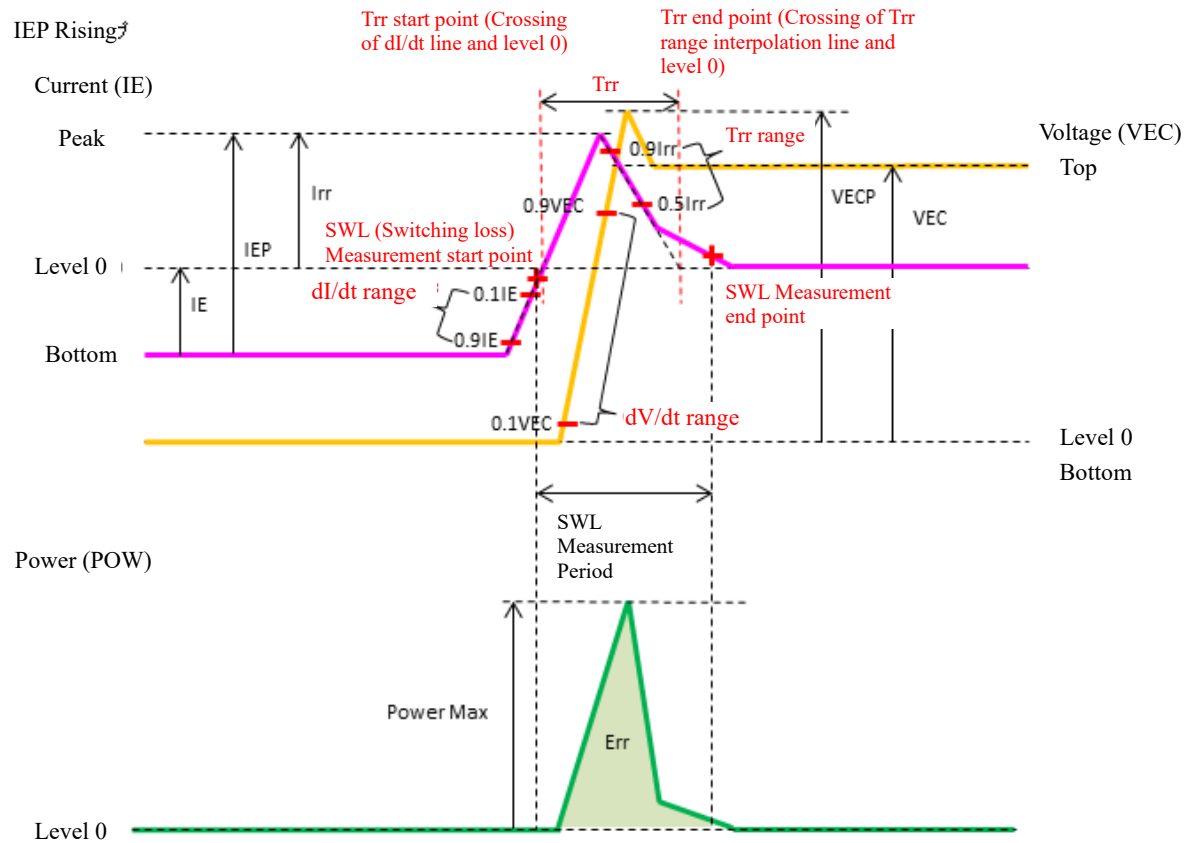 IEP Rising
Trr start point (Crossing
of dI/dt line and level 0)
Trr end point (Crossing of Trr
range interpolation line and
level 0)
Current (IE)
Trr
Peak
Voltage (VEC)
Top
0.9Irr
Trr range
Irr
0.9VEC
0.5Irr
VECP
VEC
SWL (Switching loss)
Measurement start point
IEP
Level 0
dI/dt range
0.1IE
SWL Measurement
end point
IE
0.9IE
Bottom
0.1VEC
dV/dt range
Level 0
Bottom
SWL
Measurement
Period
Power (POW)
Power Max
Err
Level 0